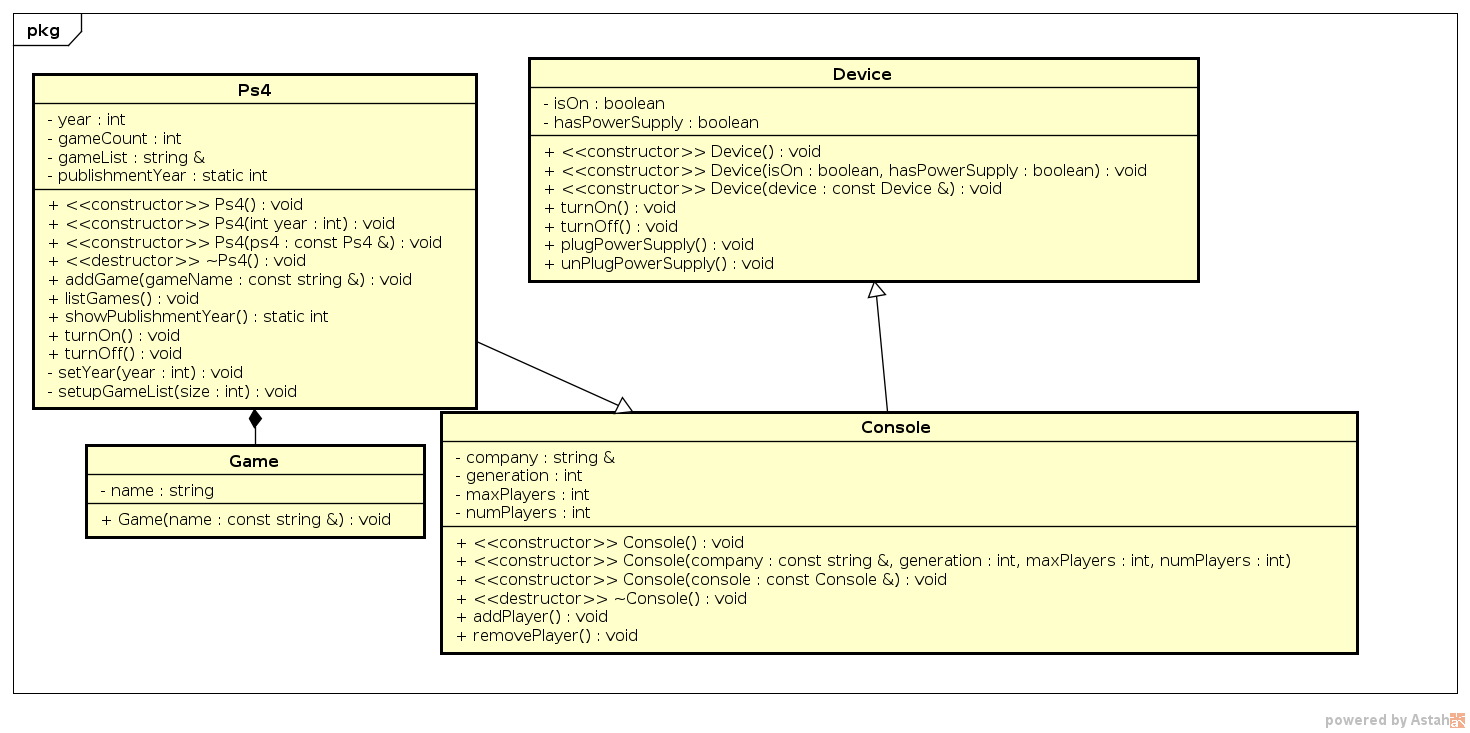 pkg
Ps4
- year : int
- gameCount : int
- gameList : string &
- publishmentYear : static int
+ <<constructor>> Ps4() : void
+ <<constructor>> Ps4(int year : int) : void
+ <<constructor>> Ps4(ps4 : const Ps4 &) : void
+ <<destructor>> ~Ps4() : void
+ addGame(gameName : const string &) : void
+ listGames() : void
+ showPublishmentYear() : static int
+ turnOn() : void
+ turnOff() : void
- setYear(year : int) : void
- setupGameList(size : int) : void
Device
- isOn : boolean
- hasPowerSupply : boolean
+ <<constructor>> Device() : void
+ <<constructor>> Device(isOn : boolean, hasPowerSupply : boolean) : void
+ <<constructor>> Device(device : const Device &) : void
+ turnOn() : void
+ turnOff() : void
+ plugPowerSupply() : void
+ unPlugPowerSupply() : void
Game
- name : string
+ Game(name : const string &) : void
Console
- company : string &
- generation : int
- maxPlayers : int
- numPlayers : int
+ <<constructor>> Console() : void
+ <<constructor>> Console(company : const string &, generation : int, maxPlayers : int, numPlayers : int)
+ <<constructor>> Console(console : const Console &) : void
+ <<destructor>> ~Console() : void
+ addPlayer() : void
+ removePlayer() : void
powered by Astah